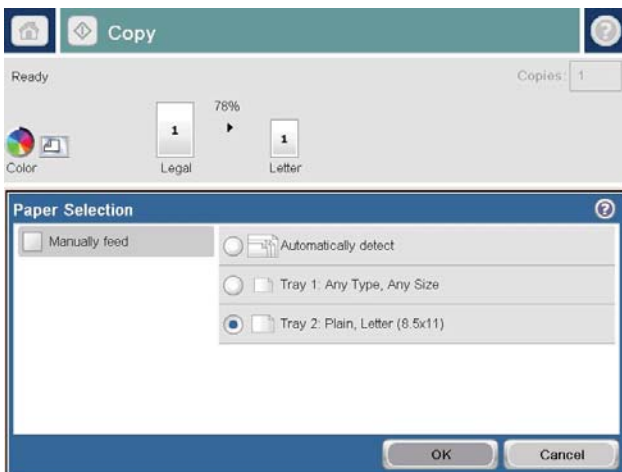 Copy
?
Ready
Copies: 1
78%
1
1
Color
Legal
Letter
Paper Selection
?
Manually feed
Automatically detect
Tray 1: Any Type, Any Size
Tray 2: Plain, Letter (8.5x11)
OK
Cancel